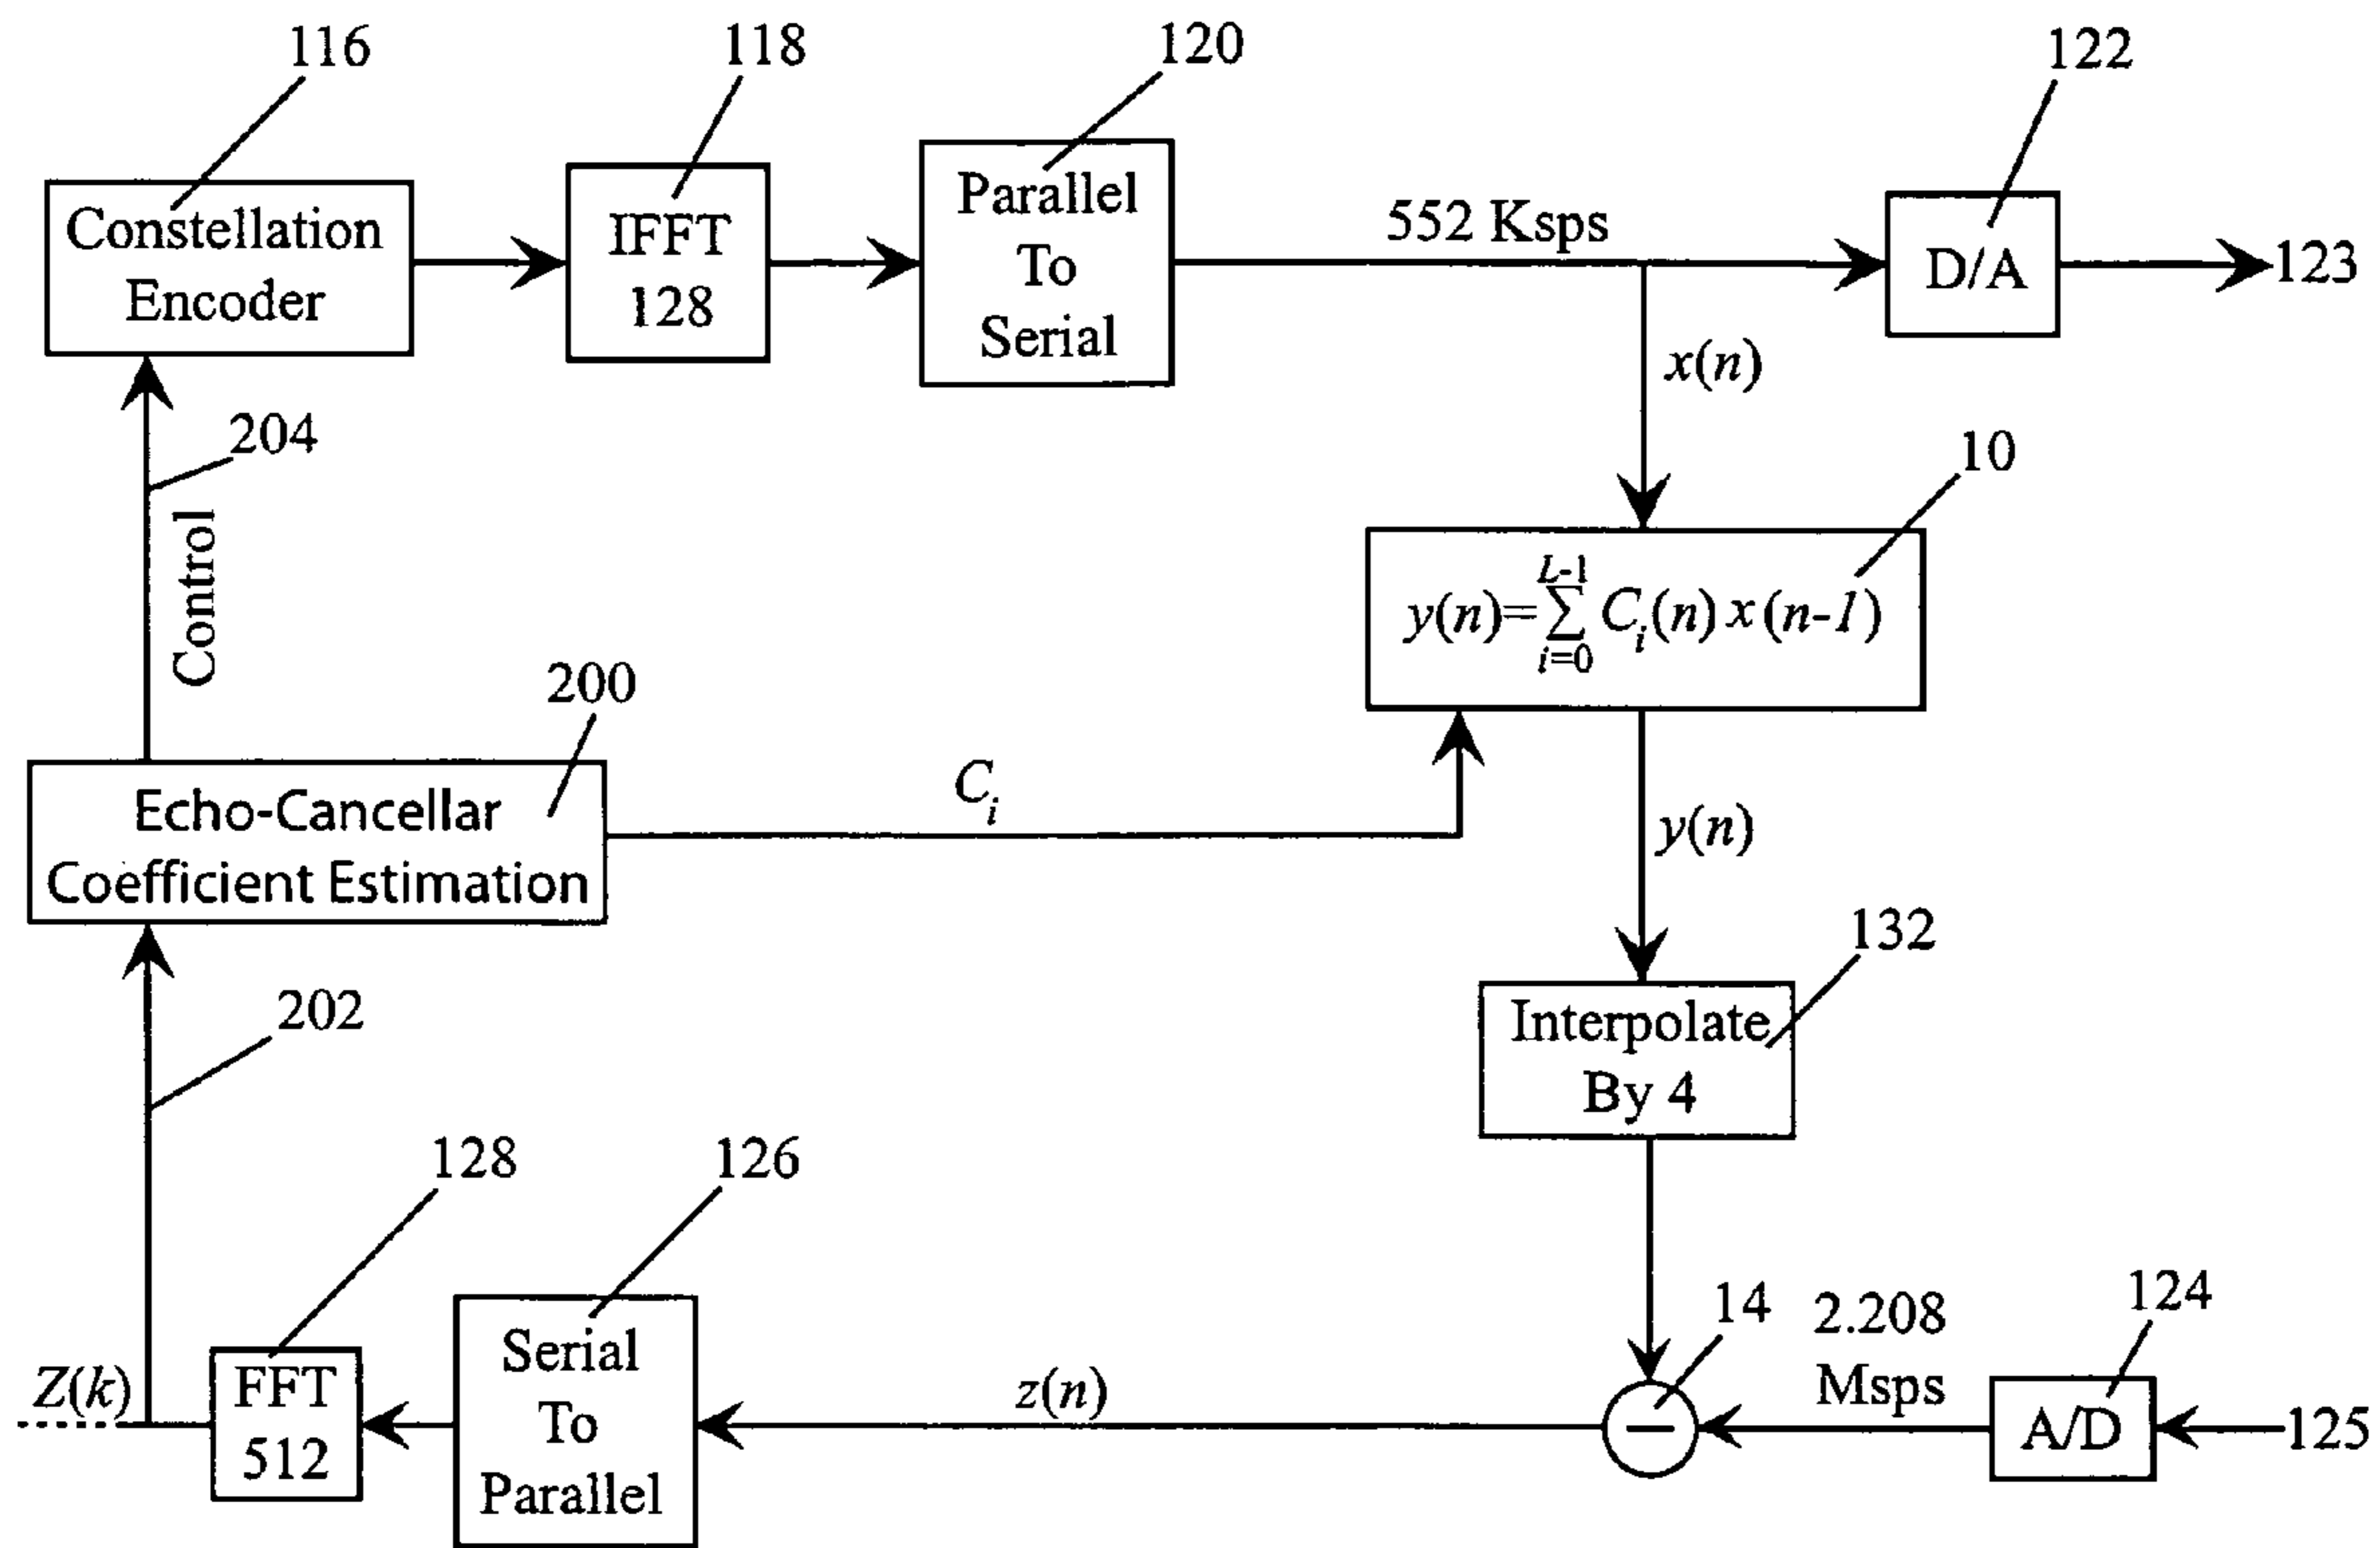 116
118
120
122
Constellation
Encoder
IFFT
128
Parallel
To
Serial
552 Ksps
D/A
123
x(n)
204
Control
10
L-1
y(n)=∑ C_i(n) x(n-1)
i=0
200
Echo-Cancellar
Coefficient Estimation
C_i
y(n)
132
Interpolate
By 4
202
128
126
14
2.208
Msps
124
Z(k)
FFT
512
Serial
To
Parallel
z(n)
−
A/D
125